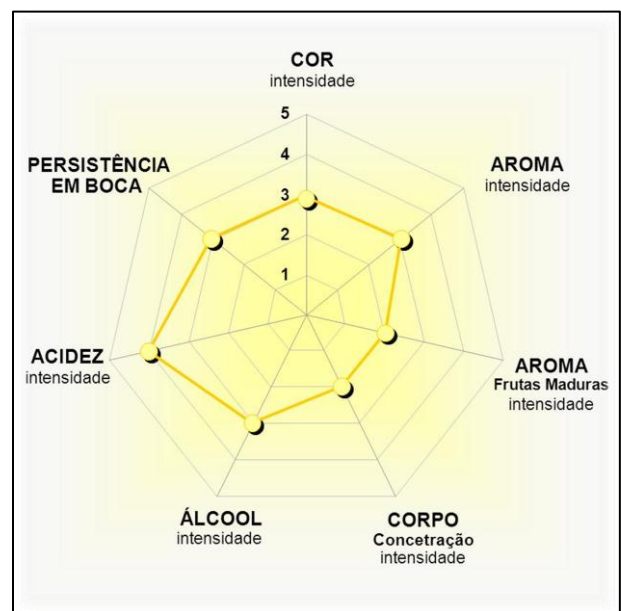 COR
intensidade
5
4
3
2
1
AROMA
intensidade
AROMA
Frutas Maduras
intensidade
CORPO
Concetração
intensidade
ÁLCOOL
intensidade
ACIDEZ
intensidade
PERSISTÊNCIA
EM BOCA